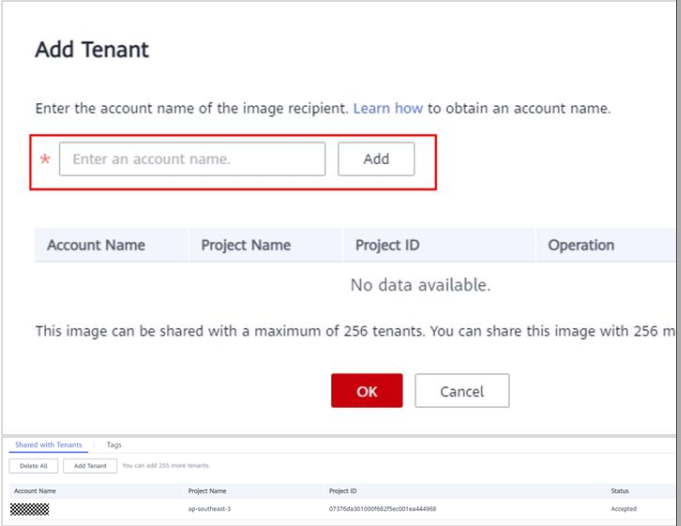 Add Tenant
Enter the account name of the image recipient. Learn how to obtain an account name.
* Enter an account name. Add
Account Name Project Name Project ID Operation
No data available.
This image can be shared with a maximum of 256 tenants. You can share this image with 256 m
OK Cancel
Shared with Tenants Tags
Delete All Add Tenant You can add 255 more tenants.
Account Name Project Name Project ID Status
ap-southeast-3 07376da301000f682f5ec001ea444968 Accepted